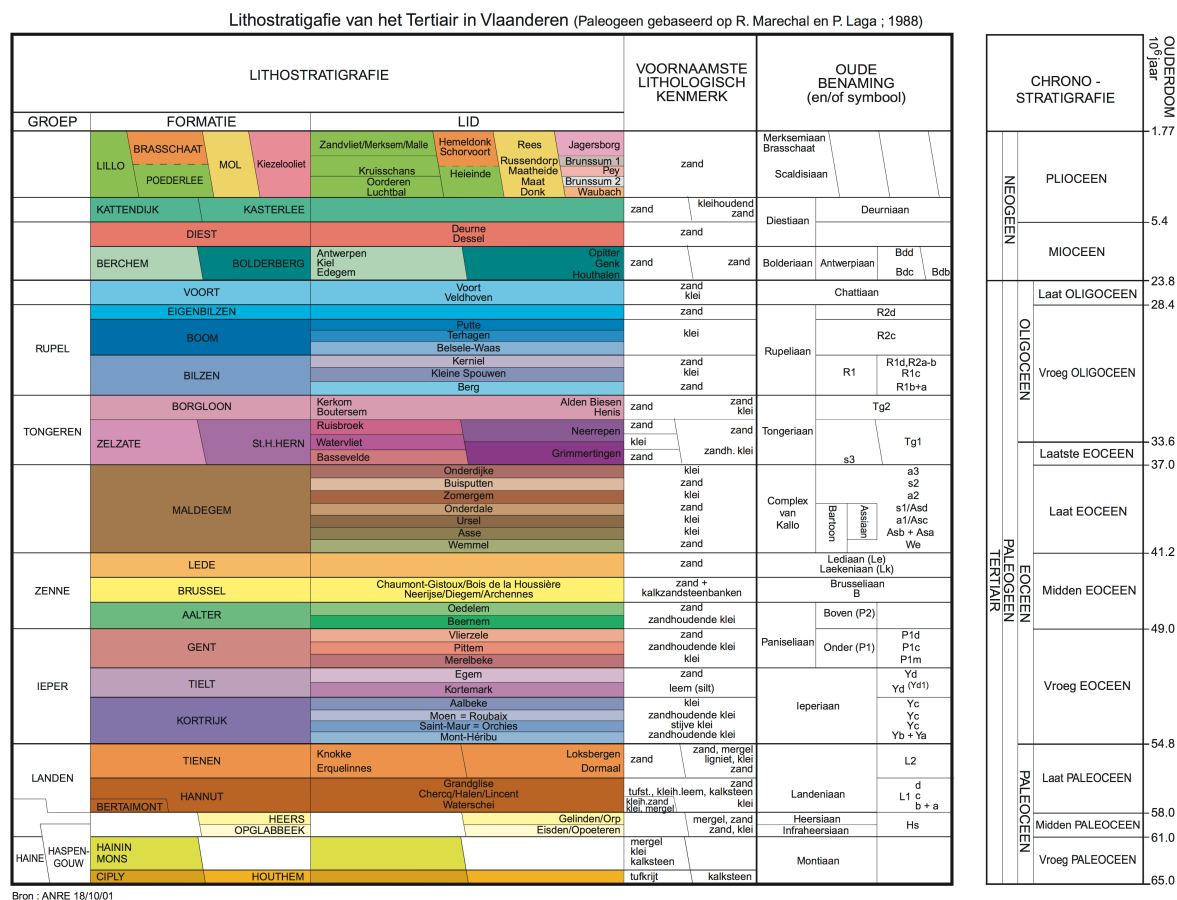 Lithostratigafie van het Tertiair in Vlaanderen (Paleogeen gebaseerd op R. Marechal en P. Laga ; 1988)
LITHOSTRATIGRAFIE
VOORNAAMSTE
LITHOLOGISCH
KENMERK
OUDE
BENAMING
(en/of symbool)
CHRONO -
STRATIGRAFIE
OUDERDOM
10⁶ jaar
GROEP
FORMATIE
LID
LILLO
BRASSCHAAT
POEDERLEE
MOL
Kiezelooliet
Zandvliet/Merksem/Malle
Kruisschans
Oorderen
Luchtbal
Hemeldonk
Schorvoort
Heieinde
Rees
Russendorp
Maatheide
Maat
Donk
Jagersborg
Brunssum 1
Pey
Brunssum 2
Waubach
zand
Merksemiaan
Brasschaat
Scaldisiaan
KATTENDIJK
KASTERLEE
zand
kleihoudend
zand
Diestiaan
Deurniaan
DIEST
Deurne
Dessel
zand
BERCHEM
BOLDERBERG
Antwerpen
Kiel
Edegem
Opitter
Genk
Houthalen
zand
zand
Bolderiaan
Antwerpiaan
Bdd
Bdc
Bdb
VOORT
Voort
Veldhoven
zand
klei
Chattiaan
RUPEL
EIGENBILZEN
zand
R2d
BOOM
Putte
Terhagen
Belsele-Waas
klei
Rupeliaan
R2c
BILZEN
Kerniel
Kleine Spouwen
Berg
zand
klei
zand
R1
R1d,R2a-b
R1c
R1b+a
TONGEREN
BORGLOON
Kerkom
Boutersem
Alden Biesen
Henis
zand
zand
klei
Tongeriaan
Tg2
ZELZATE
St.H.HERN
Ruisbroek
Watervliet
Bassevelde
Neerrepen
Grimmertingen
zand
klei
zand
zand
zandh. klei
Tg1
s3
MALDEGEM
Onderdijke
Buisputten
Zomergem
Onderdale
Ursel
Asse
Wemmel
klei
zand
klei
zand
klei
klei
zand
Complex
van
Kallo
Bartoon
Assiaan
a3
s2
a2
s1/Asd
a1/Asc
Asb + Asa
We
ZENNE
LEDE
zand
Lediaan (Le)
Laekeniaan (Lk)
BRUSSEL
Chaumont-Gistoux/Bois de la Houssière
Neerijse/Diegem/Archennes
zand +
kalkzandsteenbanken
Brusseliaan
B
AALTER
Oedelem
Beernem
zand
zandhoudende klei
Paniseliaan
Boven (P2)
IEPER
GENT
Vlierzele
Pittem
Merelbeke
zand
zandhoudende klei
klei
Onder (P1)
P1d
P1c
P1m
TIELT
Egem
Kortemark
zand
leem (silt)
Ieperiaan
Yd
Yd (Yd1)
KORTRIJK
Aalbeke
Moen = Roubaix
Saint-Maur = Orchies
Mont-Héribu
klei
zandhoudende klei
stijve klei
zandhoudende klei
Yc
Yc
Yc
Yb + Ya
LANDEN
TIENEN
Knokke
Erquelinnes
Loksbergen
Dormaal
zand
zand, mergel
ligniet, klei
zand
Landeniaan
L2
HANNUT
BERTAIMONT
Grandglise
Chercq/Halen/Lincent
Waterschei
zand
tufst., kleih.leem, kalksteen
kleih.zand
klei, mergel
klei
L1
d
c
b + a
HAINE
HASPEN-
GOUW
HEERS
OPGLABBEEK
Gelinden/Orp
Eisden/Opoeteren
mergel, zand
zand, klei
Heersiaan
Infraheersiaan
Hs
HAININ
MONS
mergel
klei
kalksteen
Montiaan
CIPLY
HOUTHEM
tufkrijt
kalksteen
TERTIAIR
NEOGEEN
PALEOGEEN
OLIGOCEEN
EOCEEN
PALEOCEEN
PLIOCEEN
MIOCEEN
Laat OLIGOCEEN
Vroeg OLIGOCEEN
Laatste EOCEEN
Laat EOCEEN
Midden EOCEEN
Vroeg EOCEEN
Laat PALEOCEEN
Midden PALEOCEEN
Vroeg PALEOCEEN
1.77
5.4
23.8
28.4
33.6
37.0
41.2
49.0
54.8
58.0
61.0
65.0
Bron : ANRE 18/10/01